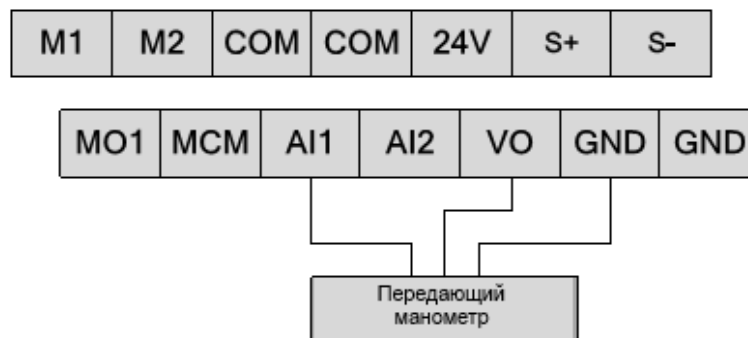 M1 M2 COM COM 24V S+ S-
MO1 MCM AI1 AI2 VO GND GND
Передающий
манометр